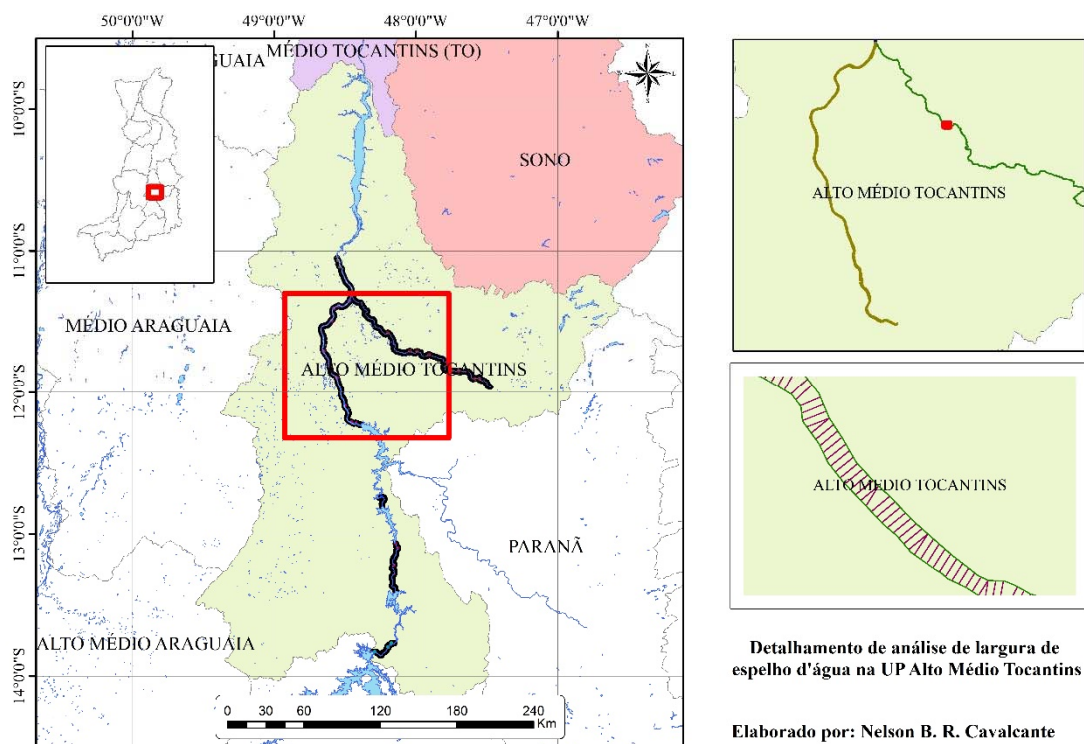 50°0'0"W 49°0'0"W 48°0'0"W 47°0'0"W
MÉDIO TOCANTINS (TO)
GUAIA
N
10°0'0"S
SONO
11°0'0"S
MÉDIO ARAGUAIA
ALTO MÉDIO TOCANTINS
12°0'0"S
13°0'0"S
PARANÃ
ALTO MÉDIO ARAGUAIA
14°0'0"S
0 15 30 60 120 180 240
Km
ALTO MÉDIO TOCANTINS
ALTO MÉDIO TOCANTINS
Detalhamento de análise de largura de
espelho d'água na UP Alto Médio Tocantins
Elaborado por: Nelson B. R. Cavalcante